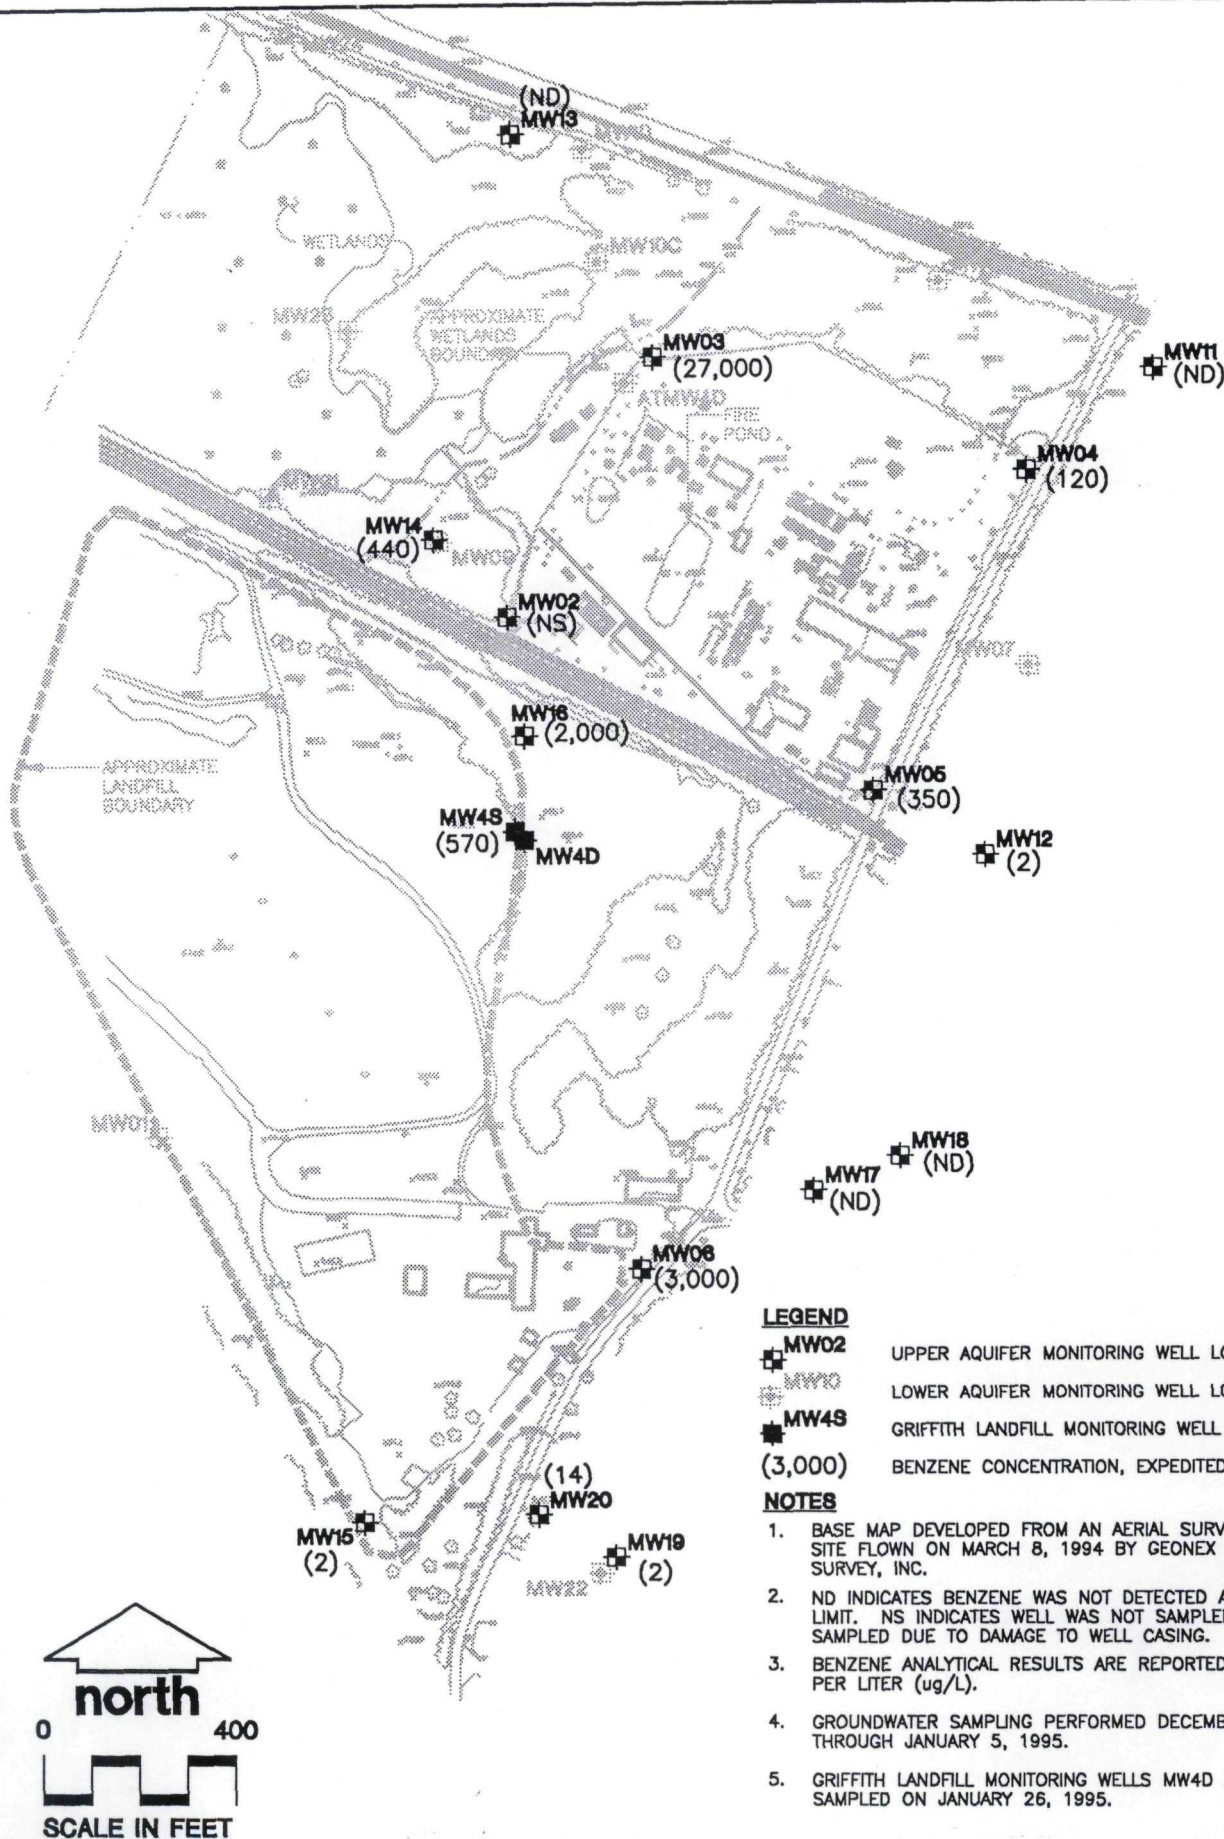 (ND)
MW13
WETLANDS
MW10C
MW28
APPROXIMATE
WETLANDS
BOUNDARY
MW03
(27,000)
MW11
(ND)
ATMW4D
FIRE
POND
MW04
(120)
MW14
(440)
MW09
MW02
(NS)
MW07
MW16
(2,000)
APPROXIMATE
LANDFILL
BOUNDARY
MW05
(350)
MW4S
(570)
MW4D
MW12
(2)
MW01
MW18
(ND)
MW17
(ND)
MW06
(3,000)
(14)
MW20
MW15
(2)
MW19
(2)
MW22
LEGEND
MW02 UPPER AQUIFER MONITORING WELL LO
MW10 LOWER AQUIFER MONITORING WELL LO
MW4S GRIFFITH LANDFILL MONITORING WELL
(3,000) BENZENE CONCENTRATION, EXPEDITED
NOTES
1. BASE MAP DEVELOPED FROM AN AERIAL SURV
SITE FLOWN ON MARCH 8, 1994 BY GEONEX
SURVEY, INC.
2. ND INDICATES BENZENE WAS NOT DETECTED A
LIMIT. NS INDICATES WELL WAS NOT SAMPLE
SAMPLED DUE TO DAMAGE TO WELL CASING.
3. BENZENE ANALYTICAL RESULTS ARE REPORTED
PER LITER (ug/L).
4. GROUNDWATER SAMPLING PERFORMED DECEMB
THROUGH JANUARY 5, 1995.
5. GRIFFITH LANDFILL MONITORING WELLS MW4D
SAMPLED ON JANUARY 26, 1995.
north
0 400
SCALE IN FEET